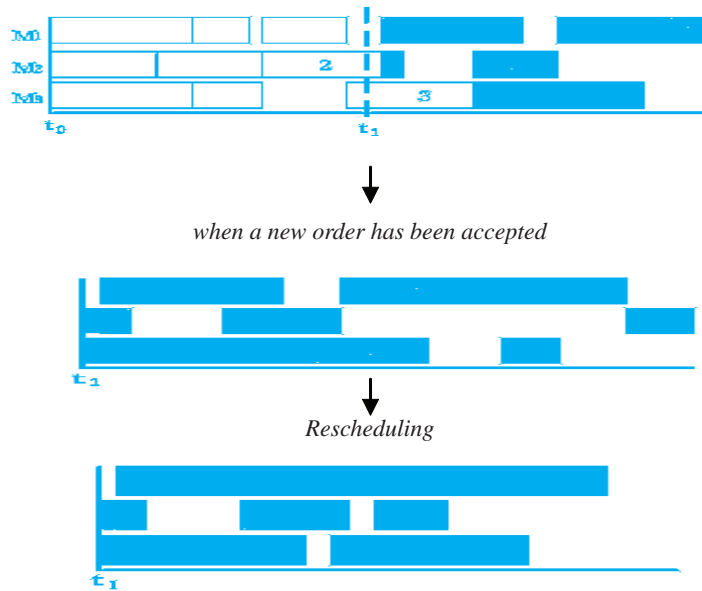 M1
M2 2
M3 3
t0 t1
when a new order has been accepted
t1
Rescheduling
t1